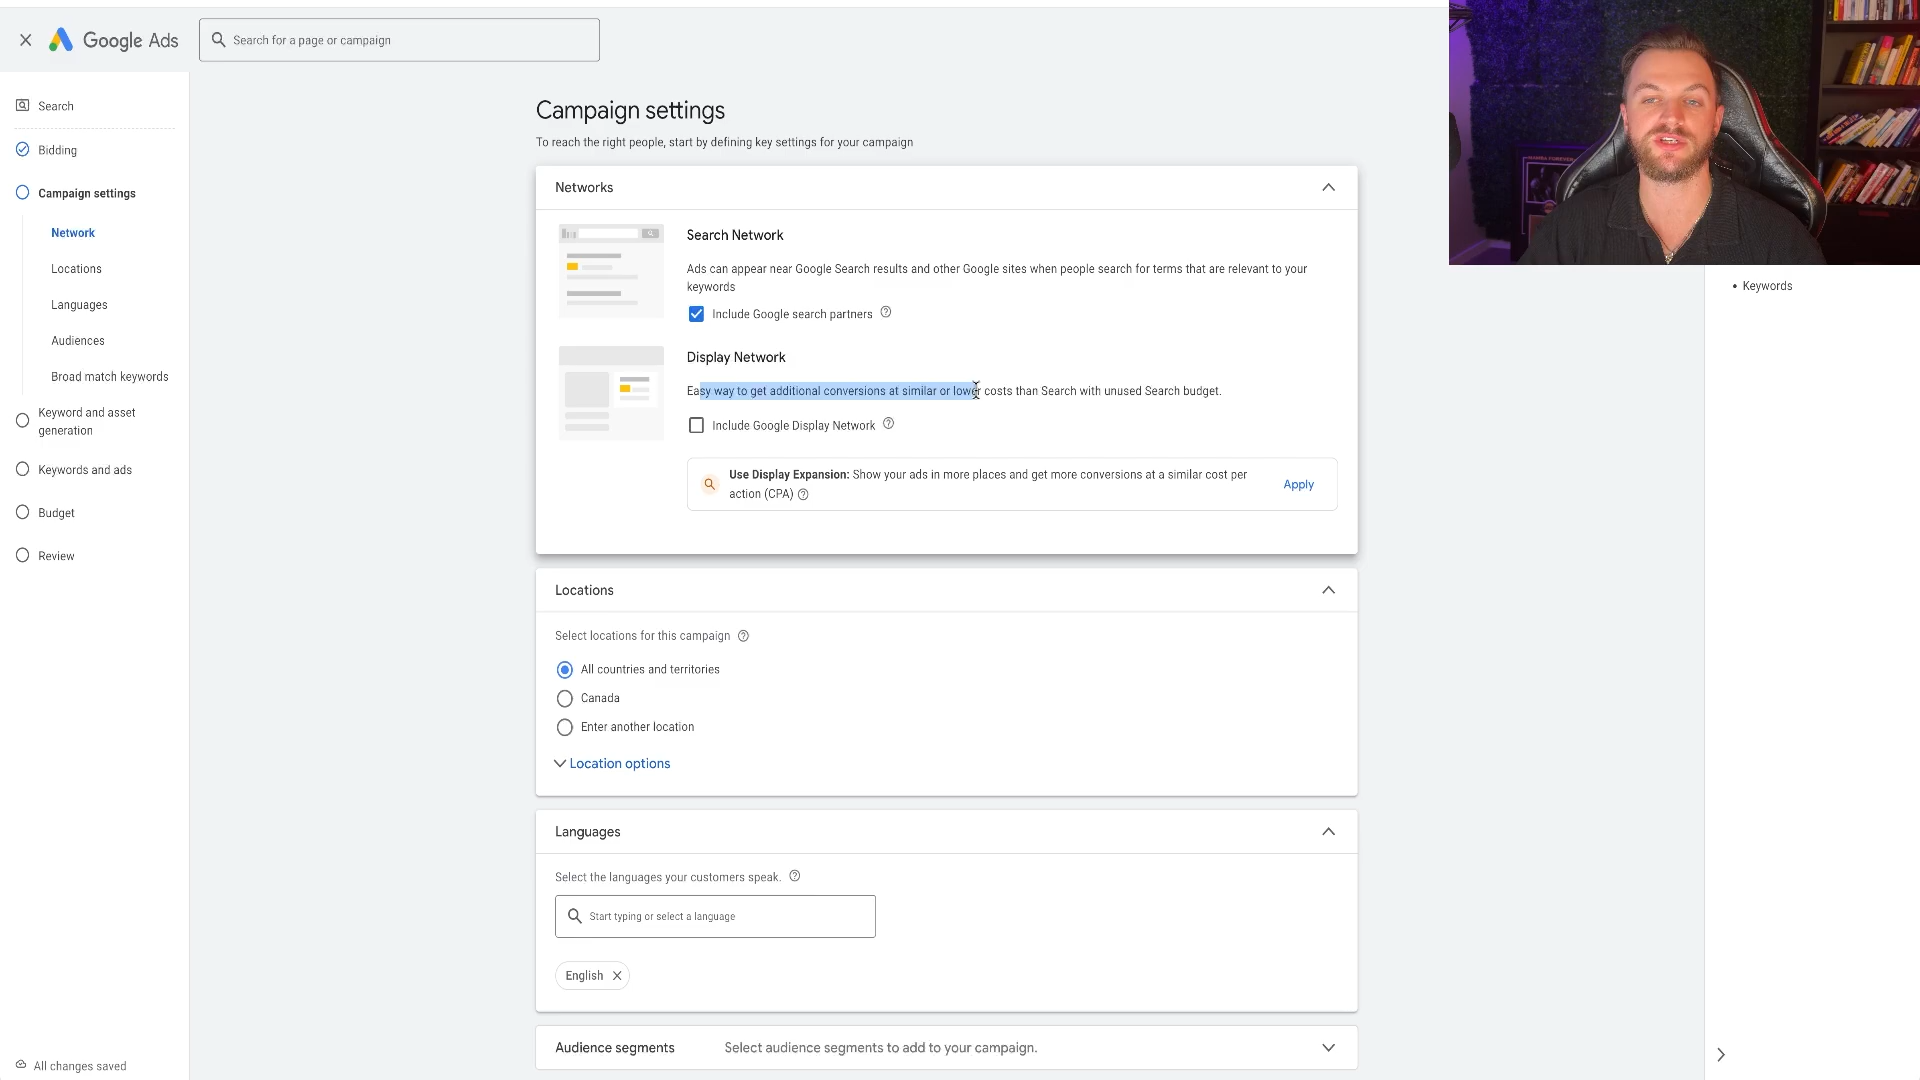 Google Ads
Search for a page or campaign
Search
Bidding
Campaign settings
Network
Locations
Languages
Audiences
Broad match keywords
Keyword and asset
generation
Keywords and ads
Budget
Review
All changes saved
Campaign settings
To reach the right people, start by defining key settings for your campaign
Networks
Search Network
Ads can appear near Google Search results and other Google sites when people search for terms that are relevant to your
keywords
Include Google search partners
Display Network
Easy way to get additional conversions at similar or lower costs than Search with unused Search budget.
Include Google Display Network
Use Display Expansion: Show your ads in more places and get more conversions at a similar cost per
action (CPA)
Apply
Locations
Select locations for this campaign
All countries and territories
Canada
Enter another location
Location options
Languages
Select the languages your customers speak.
Start typing or select a language
English
Audience segments Select audience segments to add to your campaign.
• Keywords